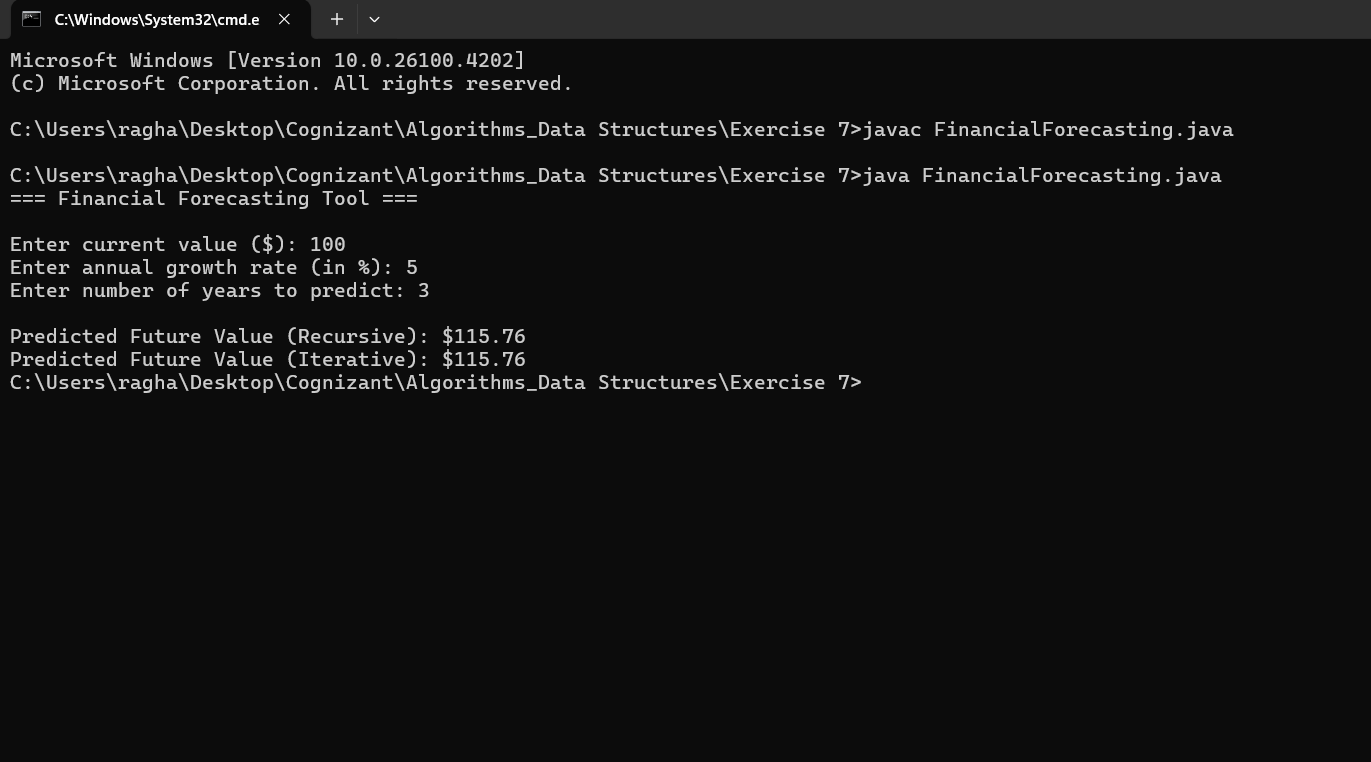 C:\Windows\System32\cmd.e
Microsoft Windows [Version 10.0.26100.4202]
(c) Microsoft Corporation. All rights reserved.
C:\Users\ragha\Desktop\Cognizant\Algorithms_Data Structures\Exercise 7>javac FinancialForecasting.java
C:\Users\ragha\Desktop\Cognizant\Algorithms_Data Structures\Exercise 7>java FinancialForecasting.java
=== Financial Forecasting Tool ===
Enter current value ($): 100
Enter annual growth rate (in %): 5
Enter number of years to predict: 3
Predicted Future Value (Recursive): $115.76
Predicted Future Value (Iterative): $115.76
C:\Users\ragha\Desktop\Cognizant\Algorithms_Data Structures\Exercise 7>